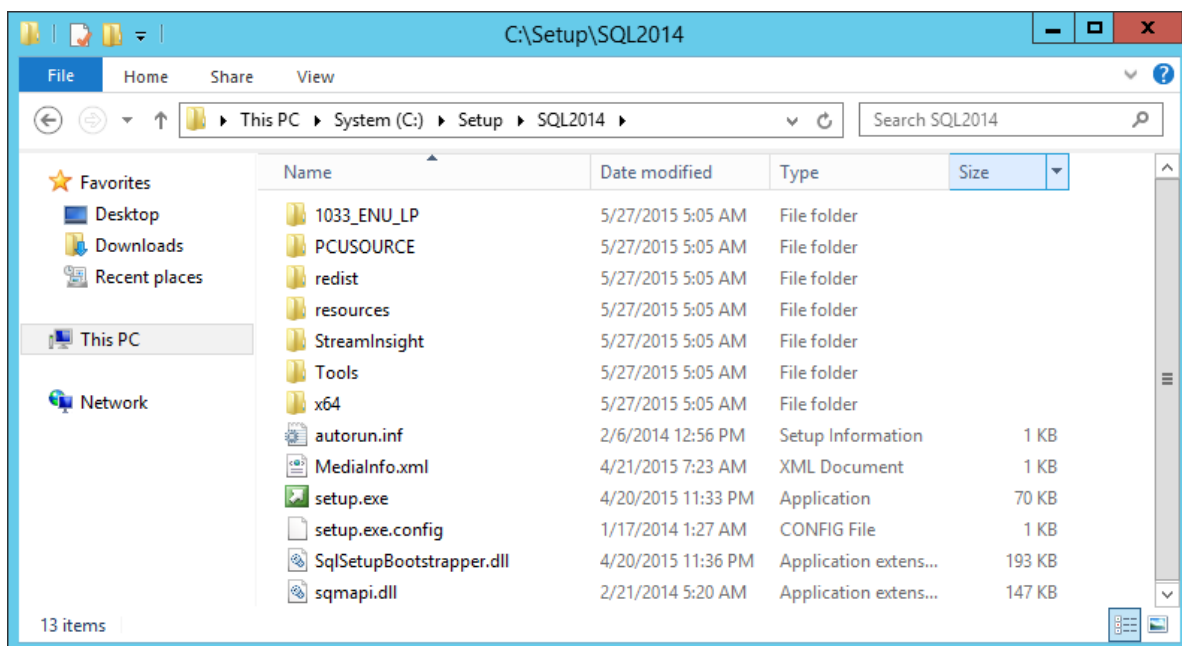 C:\Setup\SQL2014
File Home Share View
This PC System (C:) Setup SQL2014 Search SQL2014
Name Date modified Type Size
Favorites
Desktop
Downloads
Recent places
This PC
Network
1033_ENU_LP 5/27/2015 5:05 AM File folder
PCUSOURCE 5/27/2015 5:05 AM File folder
redist 5/27/2015 5:05 AM File folder
resources 5/27/2015 5:05 AM File folder
StreamInsight 5/27/2015 5:05 AM File folder
Tools 5/27/2015 5:05 AM File folder
x64 5/27/2015 5:05 AM File folder
autorun.inf 2/6/2014 12:56 PM Setup Information 1 KB
MediaInfo.xml 4/21/2015 7:23 AM XML Document 1 KB
setup.exe 4/20/2015 11:33 PM Application 70 KB
setup.exe.config 1/17/2014 1:27 AM CONFIG File 1 KB
SqlSetupBootstrapper.dll 4/20/2015 11:36 PM Application extens... 193 KB
sqmapi.dll 2/21/2014 5:20 AM Application extens... 147 KB
13 items